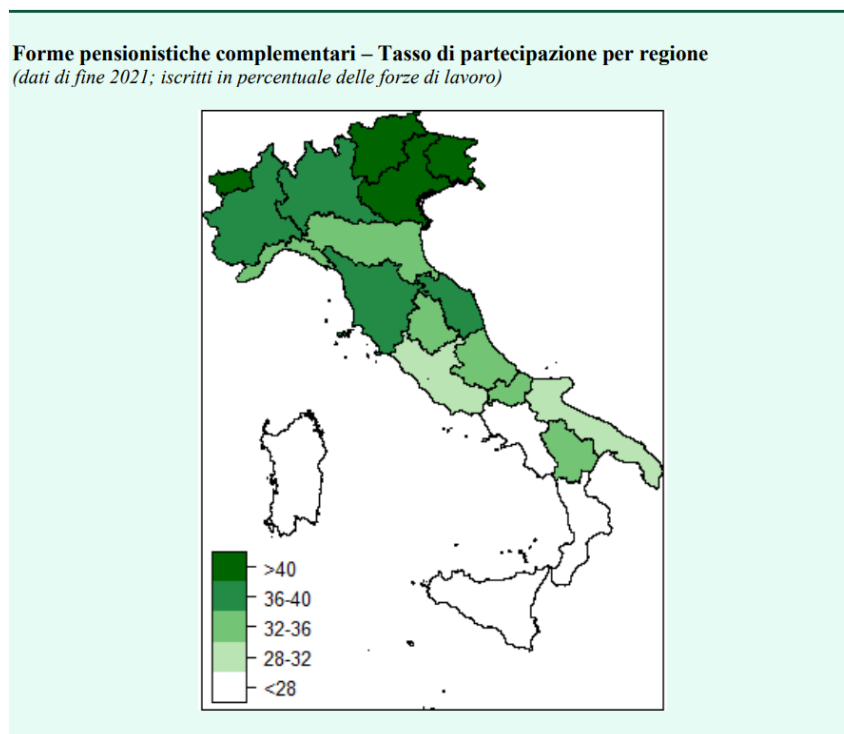 Forme pensionistiche complementari – Tasso di partecipazione per regione
(dati di fine 2021; iscritti in percentuale delle forze di lavoro)
>40
36-40
32-36
28-32
<28